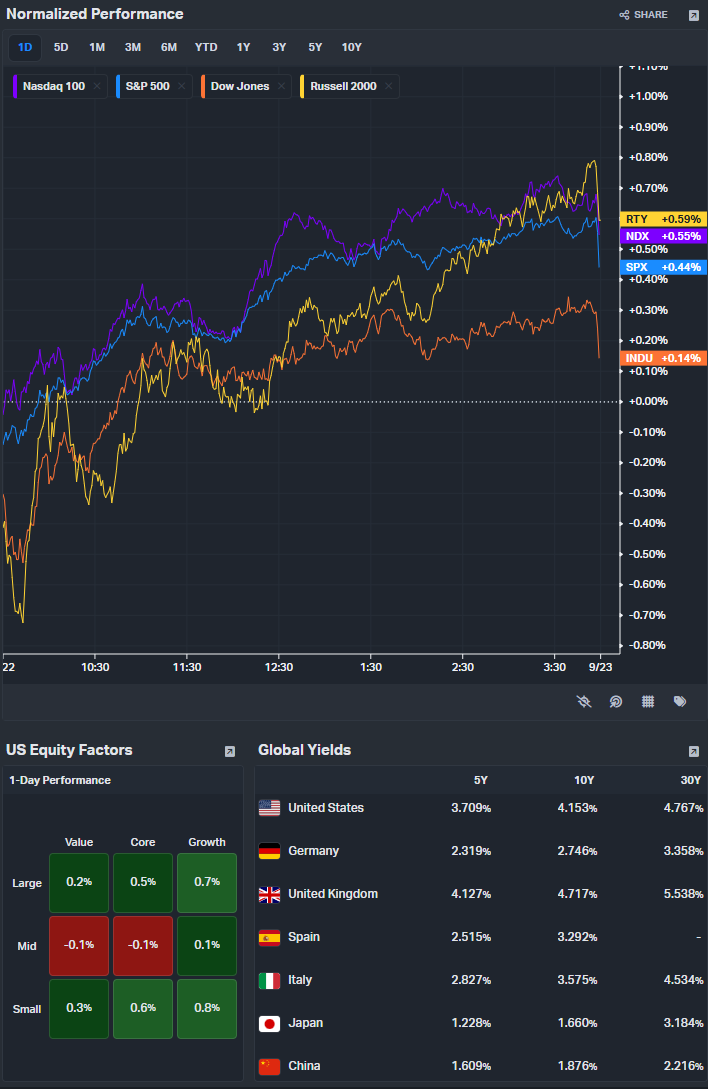 Normalized Performance SHARE
1D 5D 1M 3M 6M YTD 1Y 3Y 5Y 10Y
Nasdaq 100 × S&P 500 × Dow Jones × Russell 2000 ×
+1.10%
+1.00%
+0.90%
+0.80%
+0.70%
RTY +0.59%
NDX +0.55%
+0.50%
SPX +0.44%
+0.40%
+0.30%
+0.20%
INDU +0.14%
+0.10%
+0.00%
-0.10%
-0.20%
-0.30%
-0.40%
-0.50%
-0.60%
-0.70%
-0.80%
22 10:30 11:30 12:30 1:30 2:30 3:30 9/23
US Equity Factors
1-Day Performance
Value Core Growth
Large 0.2% 0.5% 0.7%
Mid -0.1% -0.1% 0.1%
Small 0.3% 0.6% 0.8%
Global Yields
5Y 10Y 30Y
United States 3.709% 4.153% 4.767%
Germany 2.319% 2.746% 3.358%
United Kingdom 4.127% 4.717% 5.538%
Spain 2.515% 3.292% -
Italy 2.827% 3.575% 4.534%
Japan 1.228% 1.660% 3.184%
China 1.609% 1.876% 2.216%